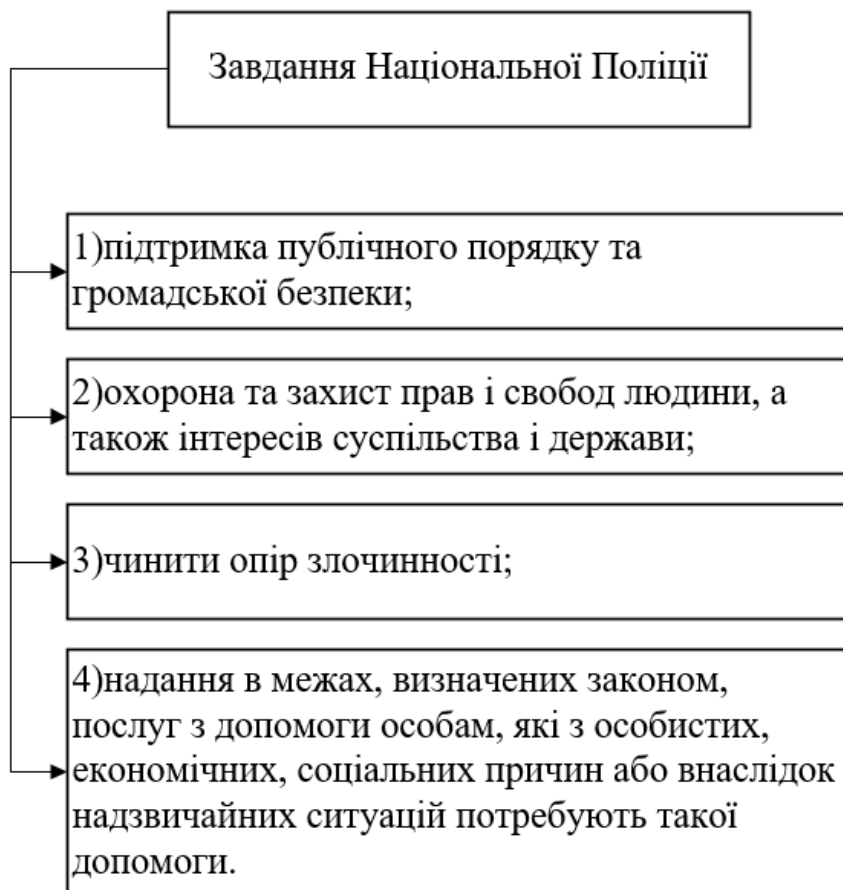 Завдання Національної Поліції
1)підтримка публічного порядку та
громадської безпеки;
2)охорона та захист прав і свобод людини, а
також інтересів суспільства і держави;
3)чинити опір злочинності;
4)надання в межах, визначених законом,
послуг з допомоги особам, які з особистих,
економічних, соціальних причин або внаслідок
надзвичайних ситуацій потребують такої
допомоги.